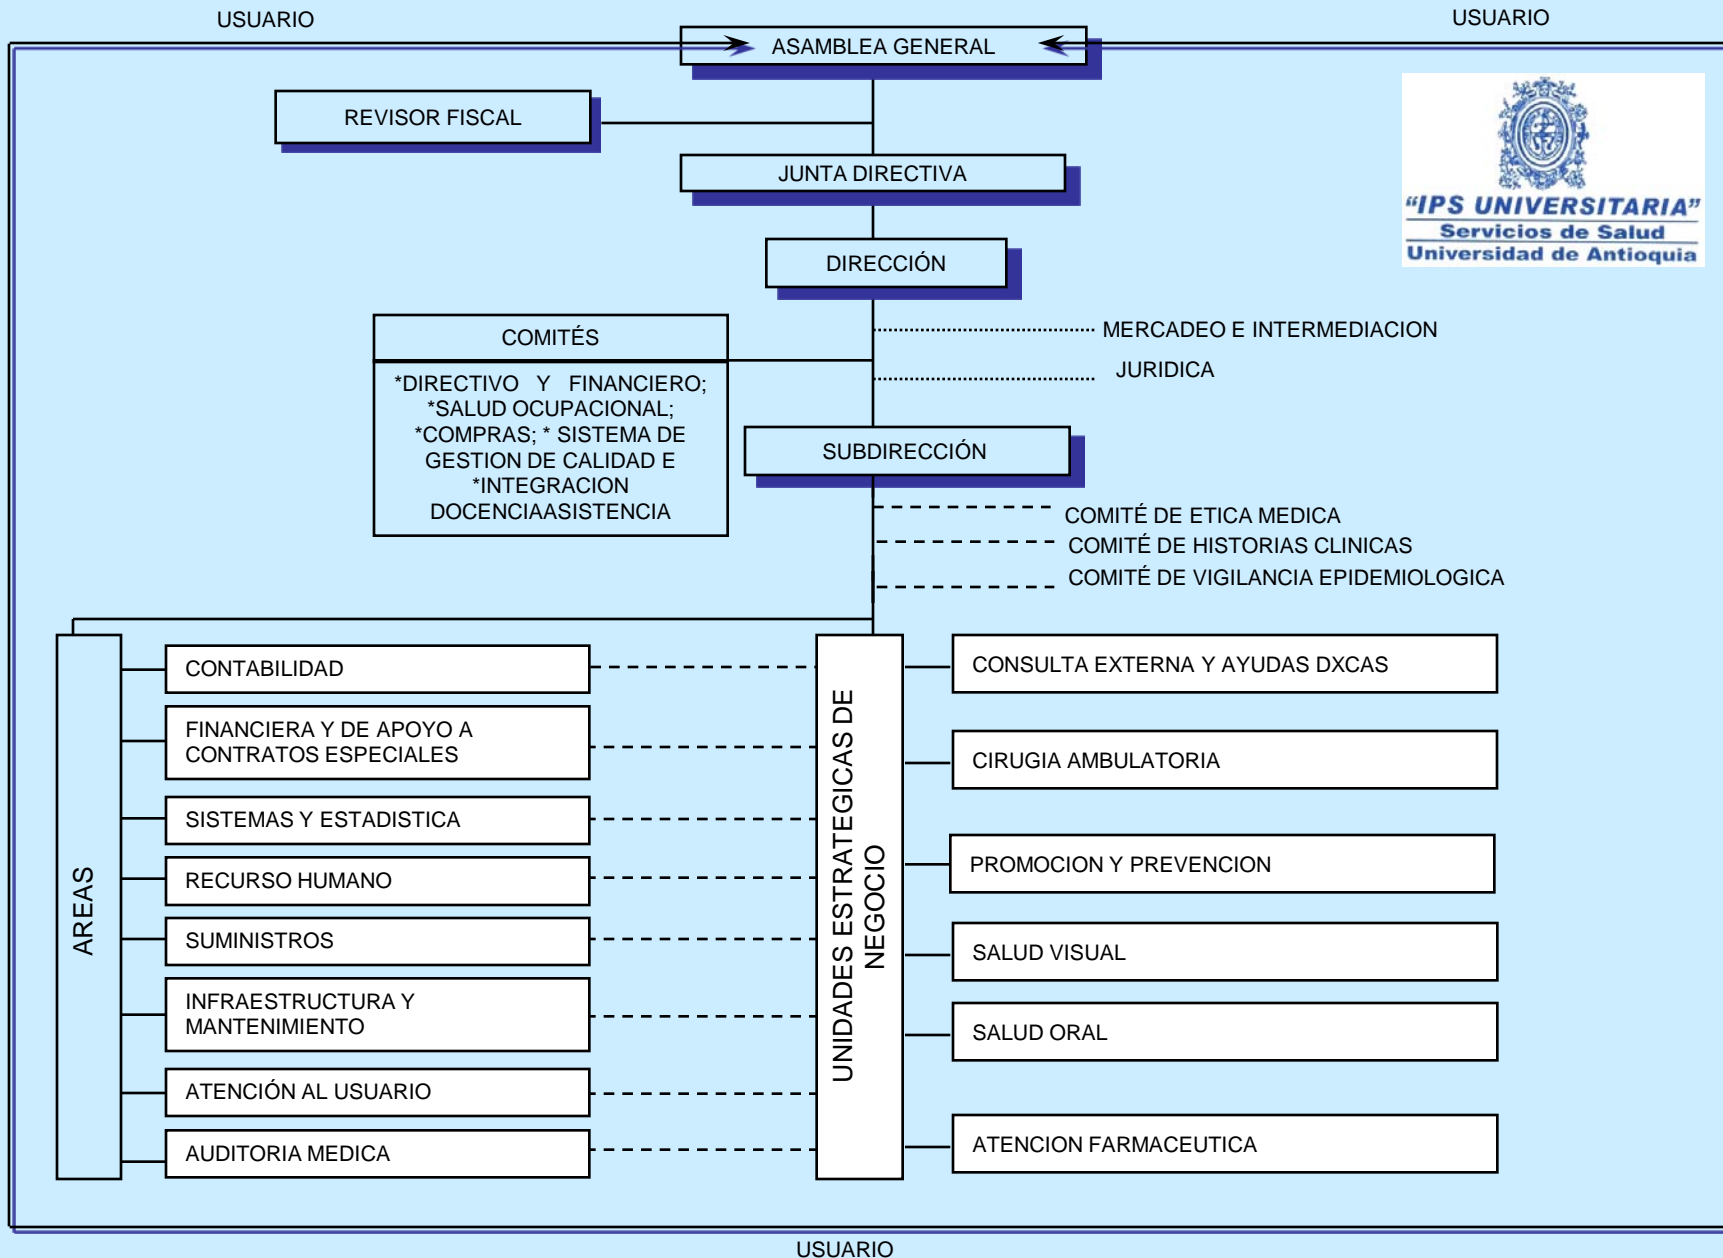 USUARIO
USUARIO
ASAMBLEA GENERAL
REVISOR FISCAL
JUNTA DIRECTIVA
"IPS UNIVERSITARIA"
Servicios de Salud
Universidad de Antioquia
DIRECCIÓN
MERCADEO E INTERMEDIACION
JURIDICA
COMITÉS
*DIRECTIVO Y FINANCIERO;
*SALUD OCUPACIONAL;
*COMPRAS; * SISTEMA DE
GESTION DE CALIDAD E
*INTEGRACION
DOCENCIAASISTENCIA
SUBDIRECCIÓN
COMITÉ DE ETICA MEDICA
COMITÉ DE HISTORIAS CLINICAS
COMITÉ DE VIGILANCIA EPIDEMIOLOGICA
AREAS
CONTABILIDAD
FINANCIERA Y DE APOYO A
CONTRATOS ESPECIALES
SISTEMAS Y ESTADISTICA
RECURSO HUMANO
SUMINISTROS
INFRAESTRUCTURA Y
MANTENIMIENTO
ATENCIÓN AL USUARIO
AUDITORIA MEDICA
UNIDADES ESTRATEGICAS DE
NEGOCIO
CONSULTA EXTERNA Y AYUDAS DXCAS
CIRUGIA AMBULATORIA
PROMOCION Y PREVENCION
SALUD VISUAL
SALUD ORAL
ATENCION FARMACEUTICA
USUARIO